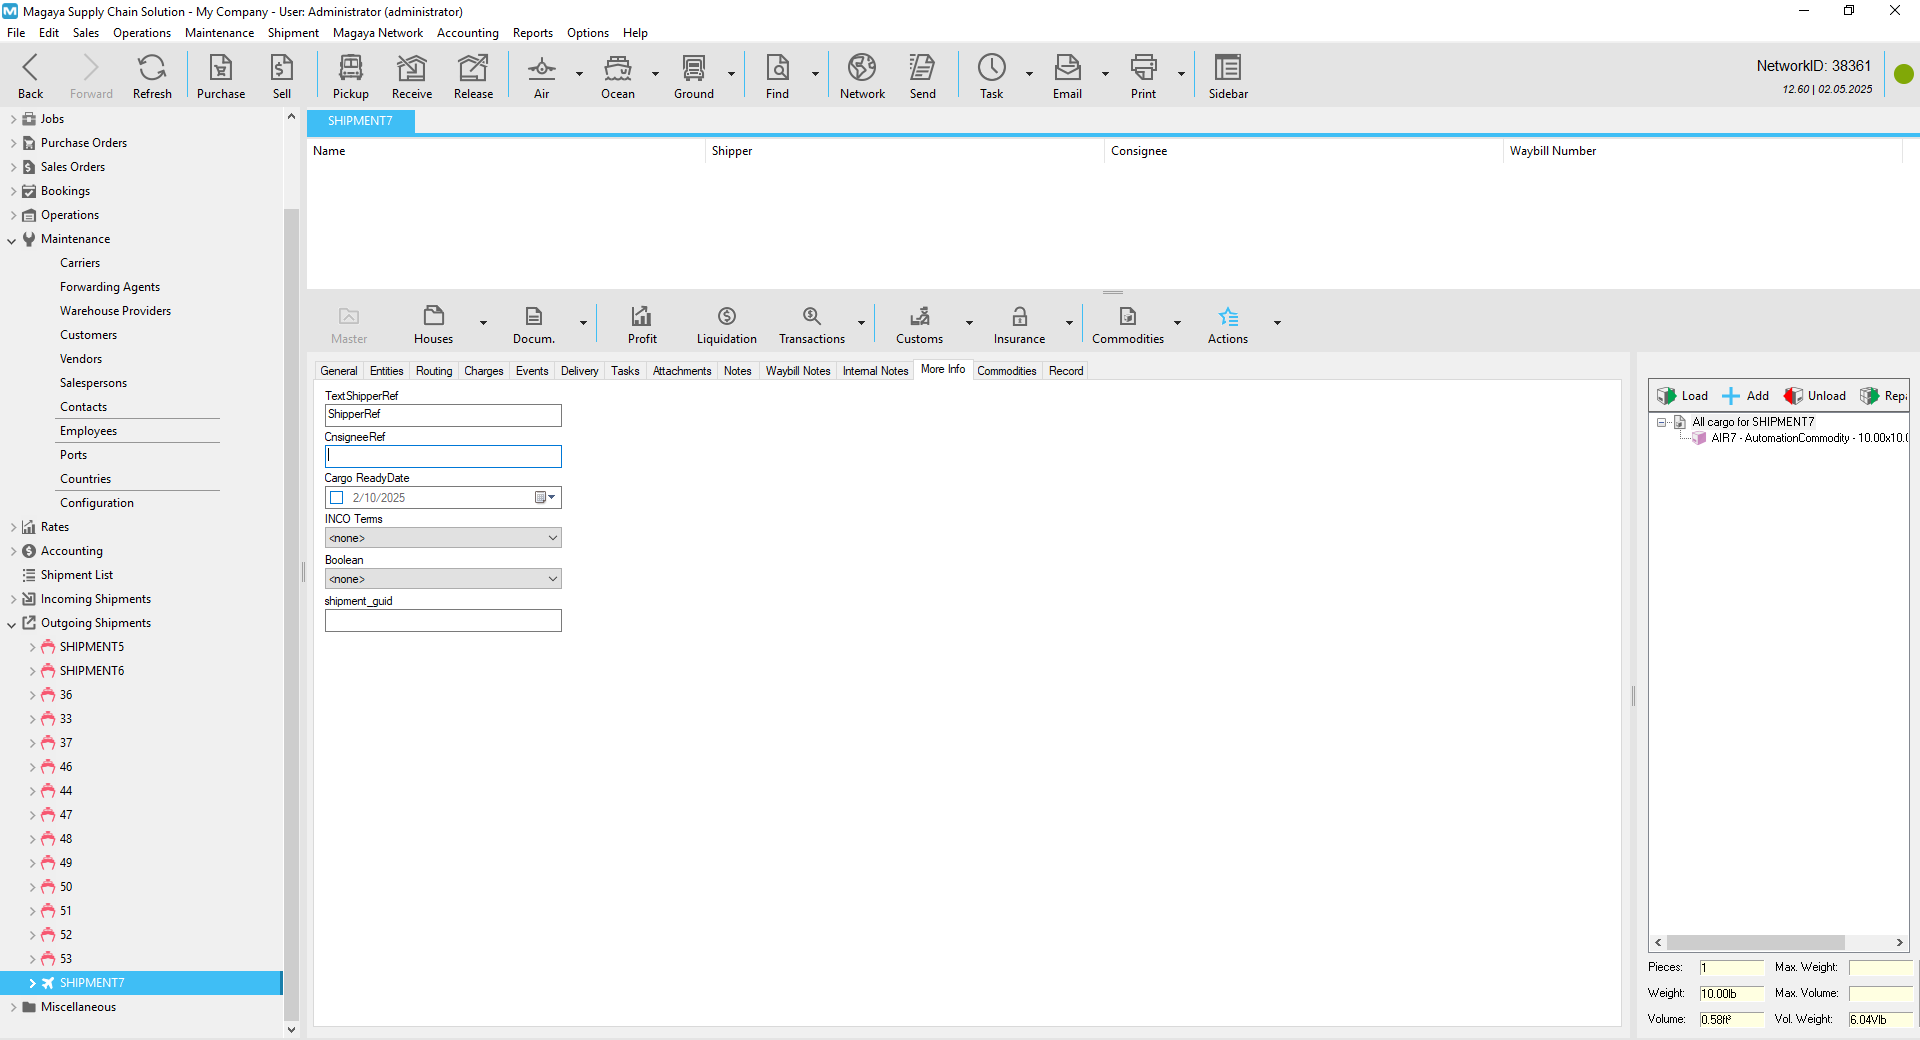 Magaya Supply Chain Solution - My Company - User: Administrator (administrator)
File Edit Sales Operations Maintenance Shipment Magaya Network Accounting Reports Options Help
Back Forward Refresh Purchase Sell Pickup Receive Release Air Ocean Ground Find Network Send Task Email Print Sidebar
NetworkID: 38361
12.60 | 02.05.2025
Jobs
Purchase Orders
Sales Orders
Bookings
Operations
Maintenance
Carriers
Forwarding Agents
Warehouse Providers
Customers
Vendors
Salespersons
Contacts
Employees
Ports
Countries
Configuration
Rates
Accounting
Shipment List
Incoming Shipments
Outgoing Shipments
SHIPMENT5
SHIPMENT6
36
33
37
46
44
47
48
49
50
51
52
53
SHIPMENT7
Miscellaneous
SHIPMENT7
Name Shipper Consignee Waybill Number
Master Houses Docum. Profit Liquidation Transactions Customs Insurance Commodities Actions
General Entities Routing Charges Events Delivery Tasks Attachments Notes Waybill Notes Internal Notes More Info Commodities Record
TextShipperRef
ShipperRef
CnsigneeRef
Cargo ReadyDate
2/10/2025
INCO Terms
<none>
Boolean
<none>
shipment_guid
Load Add Unload Repa
All cargo for SHIPMENT7
AIR7 - AutomationCommodity - 10.00x10.0
Pieces: 1 Max. Weight:
Weight: 10.00lb Max. Volume:
Volume: 0.58ft³ Vol. Weight: 6.04Vlb